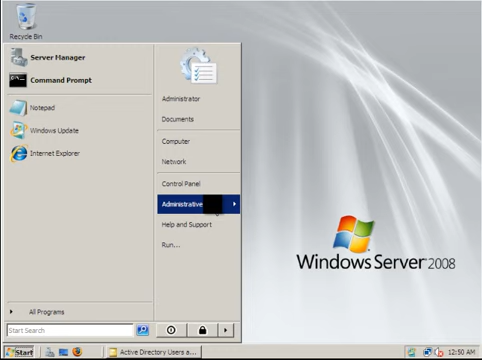 Recycle Bin
Server Manager
Command Prompt
Notepad
Windows Update
Internet Explorer
All Programs
Start Search
Administrator
Documents
Computer
Network
Control Panel
Administrative
Help and Support
Run...
Windows Server 2008
Start
Active Directory Users a...
12:50 AM